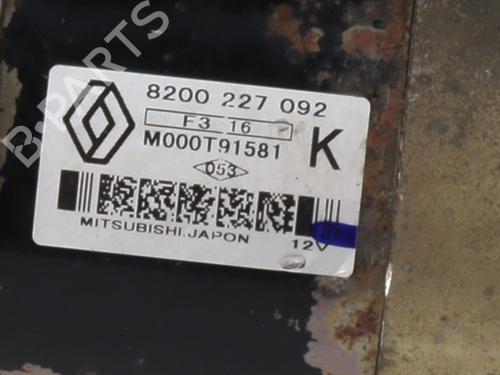 B-PARTS
8200 227 092
F3 16
M000T91581
K
053
MITSUBISHI.JAPON
12V